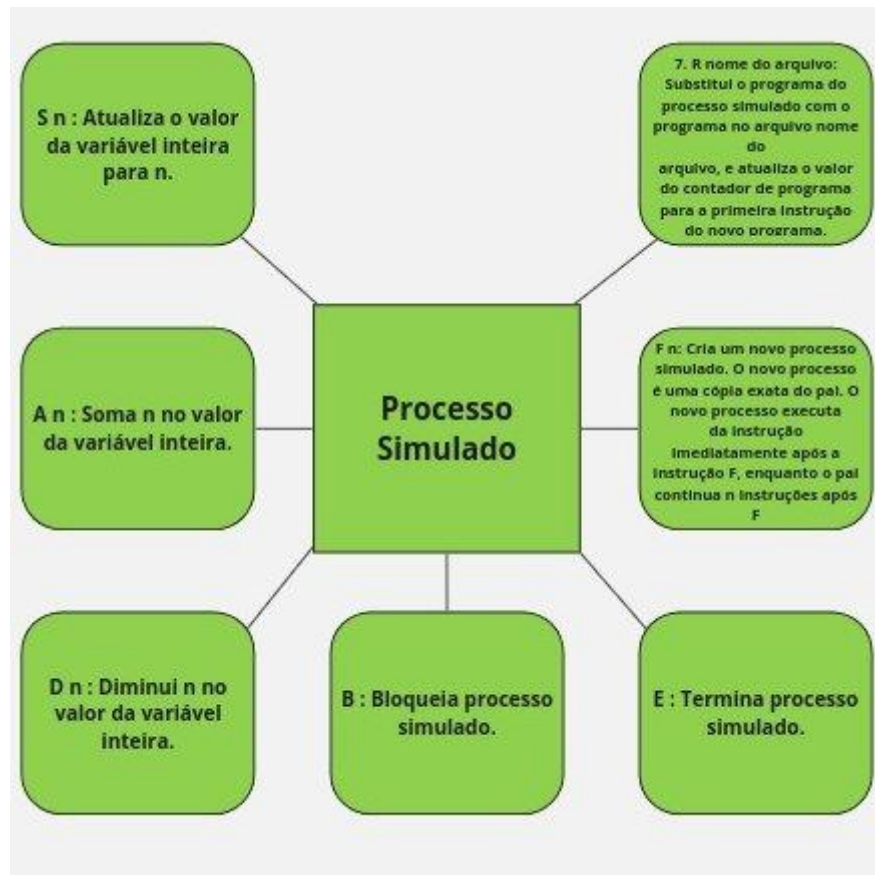 S n : Atualiza o valor
da variável inteira
para n.
7. R nome do arquivo:
Substitui o programa do
processo simulado com o
programa no arquivo nome
do
arquivo, e atualiza o valor
do contador de programa
para a primeira instrução
do novo programa.
A n : Soma n no valor
da variável inteira.
Processo
Simulado
F n: Cria um novo processo
simulado. O novo processo
é uma cópia exata do pai. O
novo processo executa
da instrução
imediatamente após a
instrução F, enquanto o pai
continua n instruções após
F
D n : Diminui n no
valor da variável
inteira.
B : Bloqueia processo
simulado.
E : Termina processo
simulado.